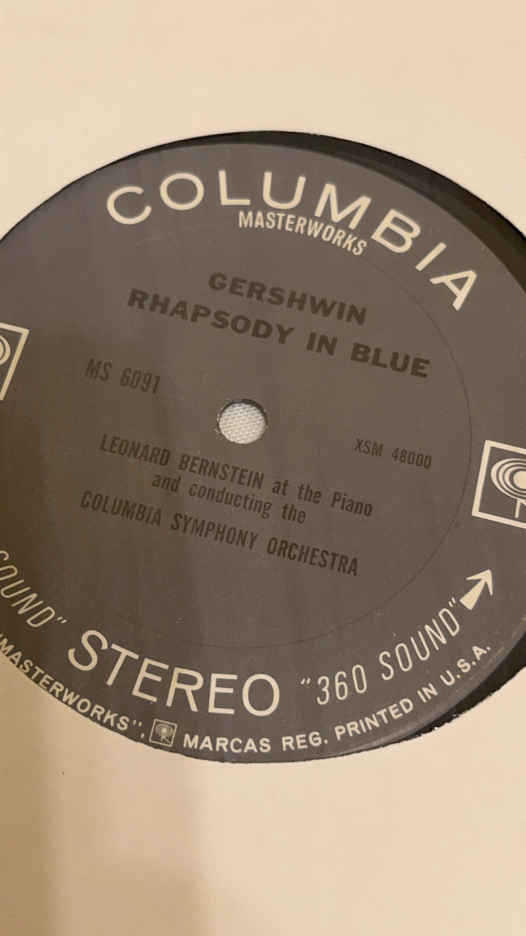 COLUMBIA
MASTERWORKS
GERSHWIN
RHAPSODY IN BLUE
MS 6091
XSM 48000
LEONARD BERNSTEIN at the Piano
and conducting the
COLUMBIA SYMPHONY ORCHESTRA
SOUND"
STEREO
"360 SOUND"
MASTERWORKS", MARCAS REG. PRINTED IN U.S.A.